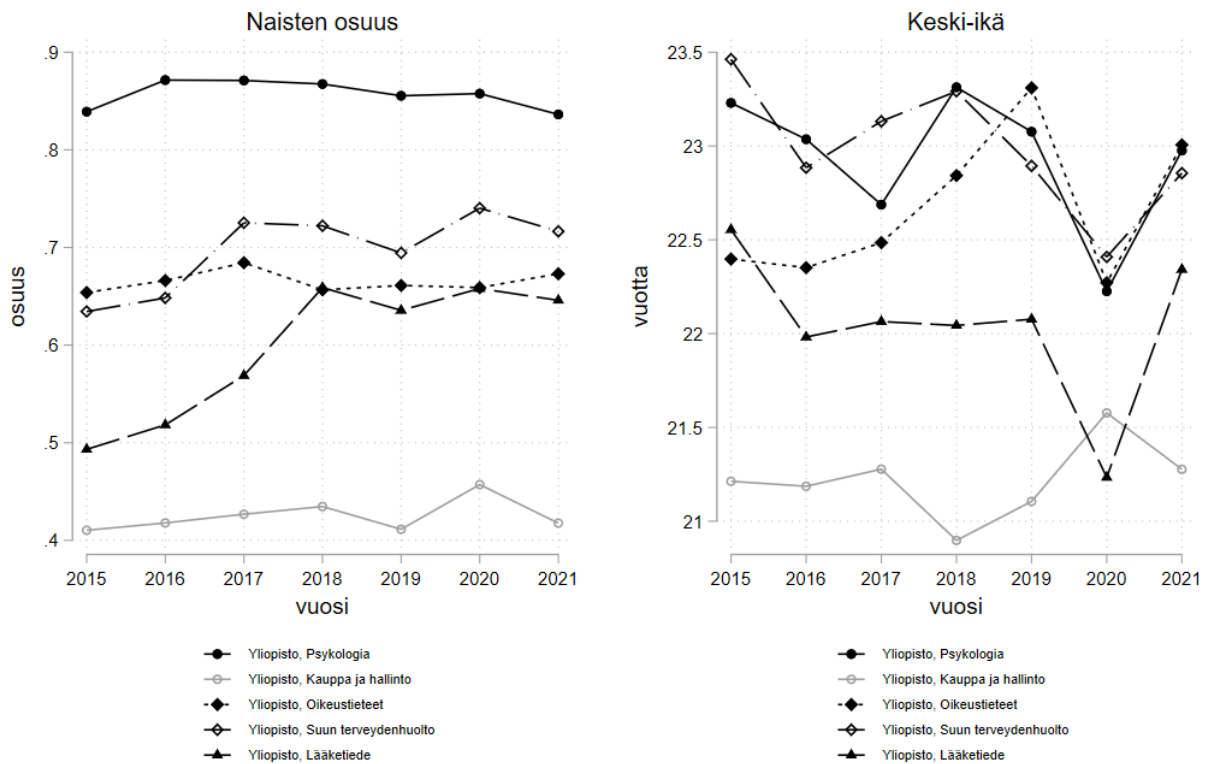 Naisten osuus
.9
.8
.7
.6
.5
.4
osuus
2015 2016 2017 2018 2019 2020 2021
vuosi
Yliopisto, Psykologia
Yliopisto, Kauppa ja hallinto
Yliopisto, Oikeustieteet
Yliopisto, Suun terveydenhuolto
Yliopisto, Lääketiede
Keski-ikä
23.5
23
22.5
22
21.5
21
vuotta
2015 2016 2017 2018 2019 2020 2021
vuosi
Yliopisto, Psykologia
Yliopisto, Kauppa ja hallinto
Yliopisto, Oikeustieteet
Yliopisto, Suun terveydenhuolto
Yliopisto, Lääketiede